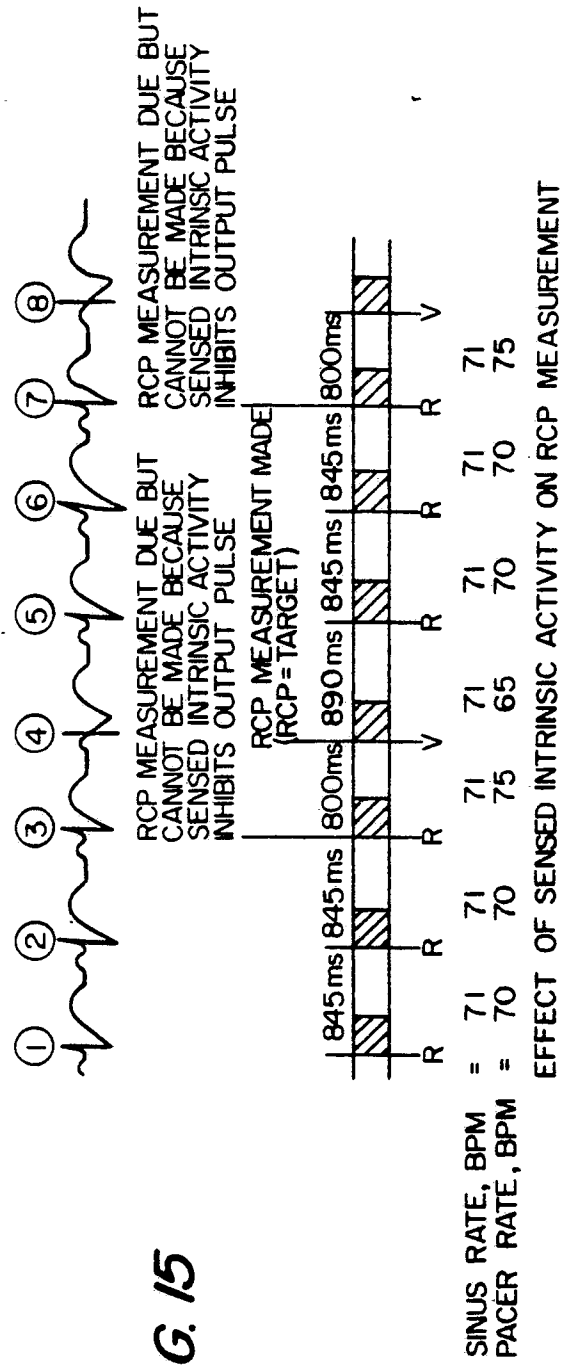 G. 15
1 2 3 4 5 6 7 8
RCP MEASUREMENT DUE BUT
CANNOT BE MADE BECAUSE
SENSED INTRINSIC ACTIVITY
INHIBITS OUTPUT PULSE
RCP MEASUREMENT DUE BUT
CANNOT BE MADE BECAUSE
SENSED INTRINSIC ACTIVITY
INHIBITS OUTPUT PULSE
RCP MEASUREMENT MADE
(RCP=TARGET)
845ms 845ms 800ms 890ms 845ms 845ms 800ms
R R R V R R R V
SINUS RATE, BPM = 71 71 71 71 71 71 71
PACER RATE, BPM = 70 70 75 65 70 70 75
EFFECT OF SENSED INTRINSIC ACTIVITY ON RCP MEASUREMENT